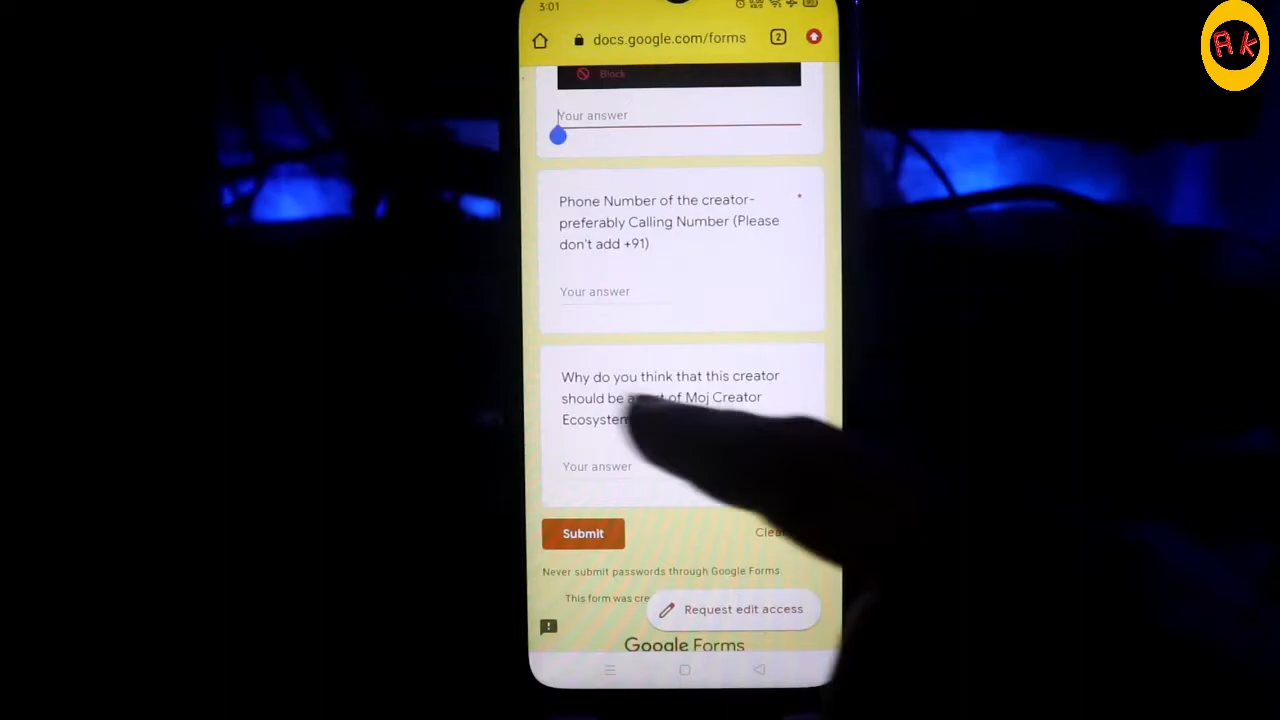 3:01
Ak
docs.google.com/forms
2
Block
Your answer
Phone Number of the creator- *
preferably Calling Number (Please
don't add +91)
Your answer
Why do you think that this creator
should be of Moj Creator
Ecosystem
Your answer
Submit
Never submit passwords through Google Forms.
This form was
Request edit access
Google Forms